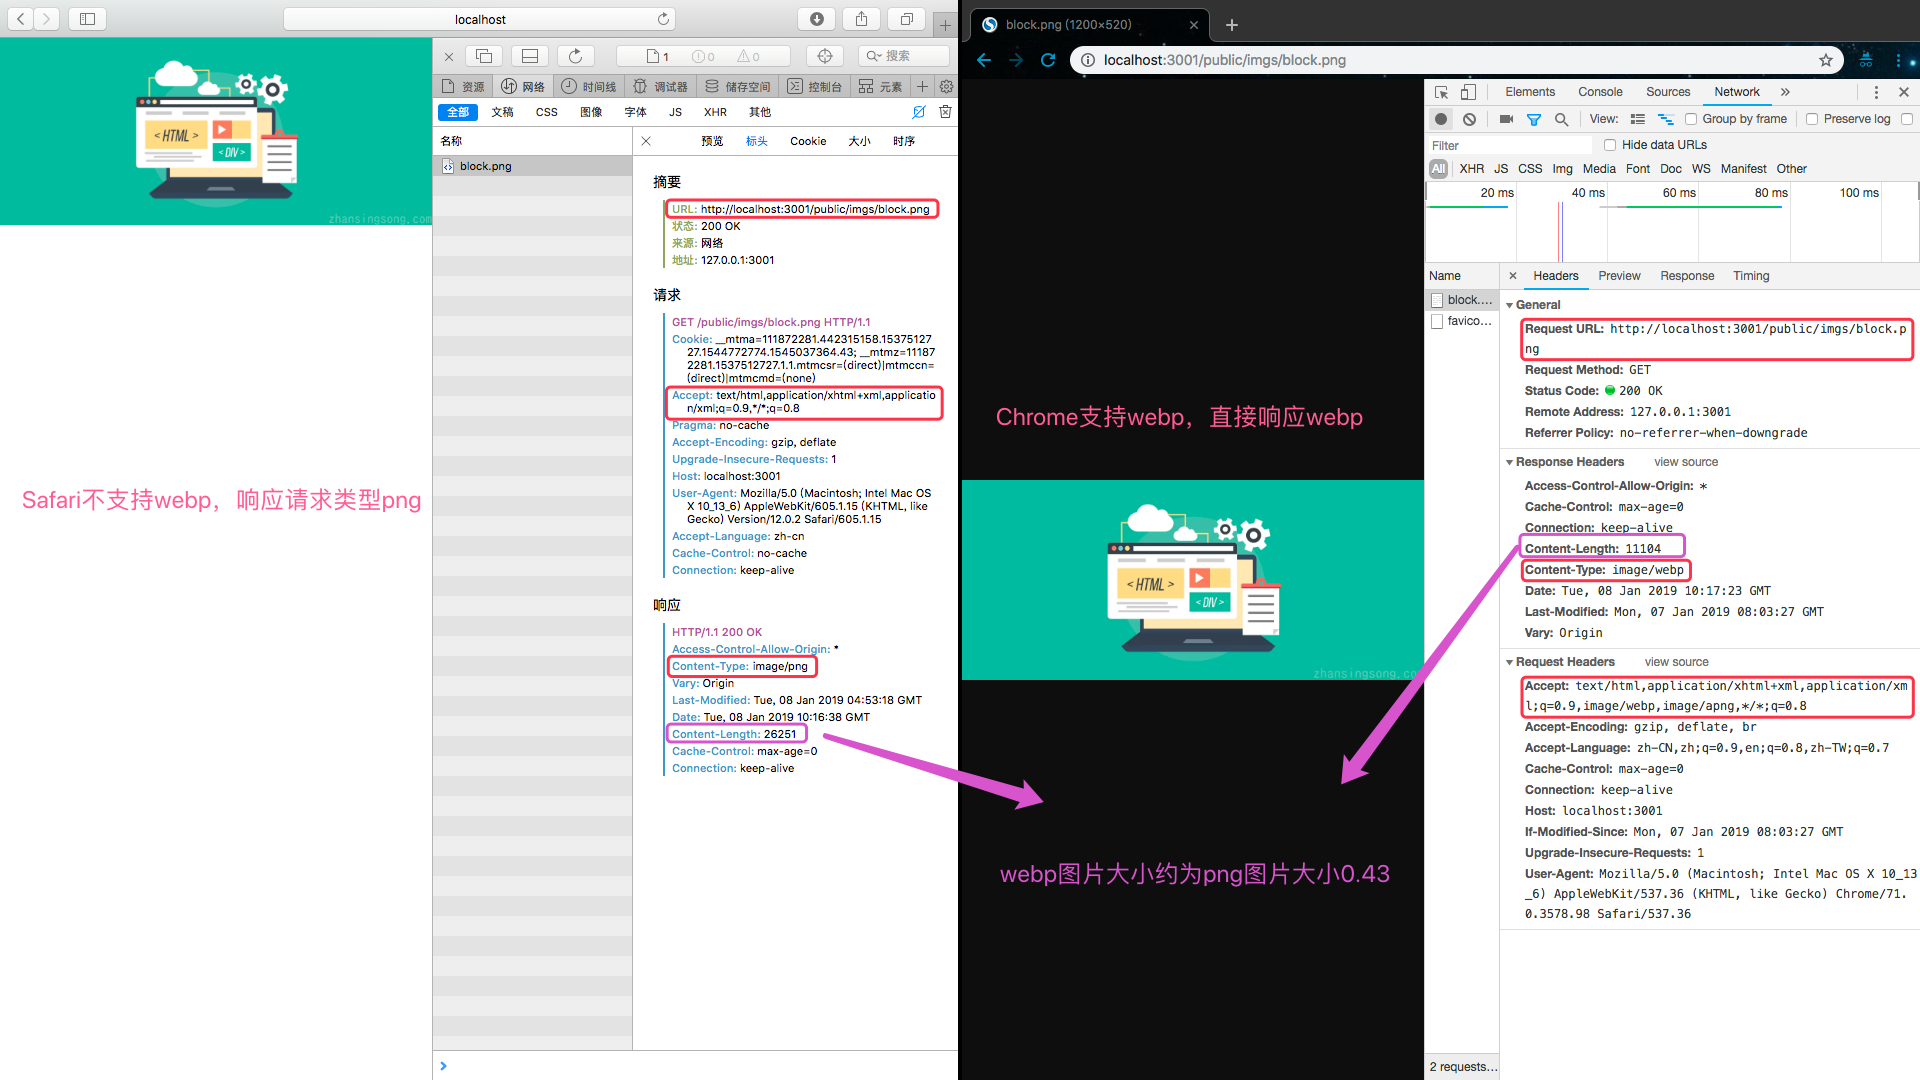 localhost
搜索
1
0
0
资源
网络
时间线
调试器
储存空间
控制台
元素
全部
文稿
CSS
图像
字体
JS
XHR
其他
名称
预览
标头
Cookie
大小
时序
block.png
摘要
URL: http://localhost:3001/public/imgs/block.png
状态: 200 OK
来源: 网络
地址: 127.0.0.1:3001
请求
GET /public/imgs/block.png HTTP/1.1
Cookie: __mtma=111872281.442315158.15375127
27.1544772774.1545037364.43; __mtmz=11187
2281.1537512727.1.1.mtmcsr=(direct)|mtmccn=
(direct)|mtmcmd=(none)
Accept: text/html,application/xhtml+xml,applicatio
n/xml;q=0.9,*/*;q=0.8
Pragma: no-cache
Accept-Encoding: gzip, deflate
Upgrade-Insecure-Requests: 1
Host: localhost:3001
User-Agent: Mozilla/5.0 (Macintosh; Intel Mac OS
X 10_13_6) AppleWebKit/605.1.15 (KHTML, like
Gecko) Version/12.0.2 Safari/605.1.15
Accept-Language: zh-cn
Cache-Control: no-cache
Connection: keep-alive
响应
HTTP/1.1 200 OK
Access-Control-Allow-Origin: *
Content-Type: image/png
Vary: Origin
Last-Modified: Tue, 08 Jan 2019 04:53:18 GMT
Date: Tue, 08 Jan 2019 10:16:38 GMT
Content-Length: 26251
Cache-Control: max-age=0
Connection: keep-alive
<HTML>
<DIV>
zhansingsong.com
Safari不支持webp，响应请求类型png
block.png (1200×520)
localhost:3001/public/imgs/block.png
Chrome支持webp，直接响应webp
<HTML>
<DIV>
zhansingsong.com
webp图片大小约为png图片大小0.43
Elements
Console
Sources
Network
View:
Group by frame
Preserve log
Filter
Hide data URLs
All
XHR
JS
CSS
Img
Media
Font
Doc
WS
Manifest
Other
20 ms
40 ms
60 ms
80 ms
100 ms
Name
Headers
Preview
Response
Timing
block....
favico...
General
Request URL: http://localhost:3001/public/imgs/block.p
ng
Request Method: GET
Status Code: 200 OK
Remote Address: 127.0.0.1:3001
Referrer Policy: no-referrer-when-downgrade
Response Headers view source
Access-Control-Allow-Origin: *
Cache-Control: max-age=0
Connection: keep-alive
Content-Length: 11104
Content-Type: image/webp
Date: Tue, 08 Jan 2019 10:17:23 GMT
Last-Modified: Mon, 07 Jan 2019 08:03:27 GMT
Vary: Origin
Request Headers view source
Accept: text/html,application/xhtml+xml,application/xm
l;q=0.9,image/webp,image/apng,*/*;q=0.8
Accept-Encoding: gzip, deflate, br
Accept-Language: zh-CN,zh;q=0.9,en;q=0.8,zh-TW;q=0.7
Cache-Control: max-age=0
Connection: keep-alive
Host: localhost:3001
If-Modified-Since: Mon, 07 Jan 2019 08:03:27 GMT
Upgrade-Insecure-Requests: 1
User-Agent: Mozilla/5.0 (Macintosh; Intel Mac OS X 10_13
_6) AppleWebKit/537.36 (KHTML, like Gecko) Chrome/71.
0.3578.98 Safari/537.36
2 requests...